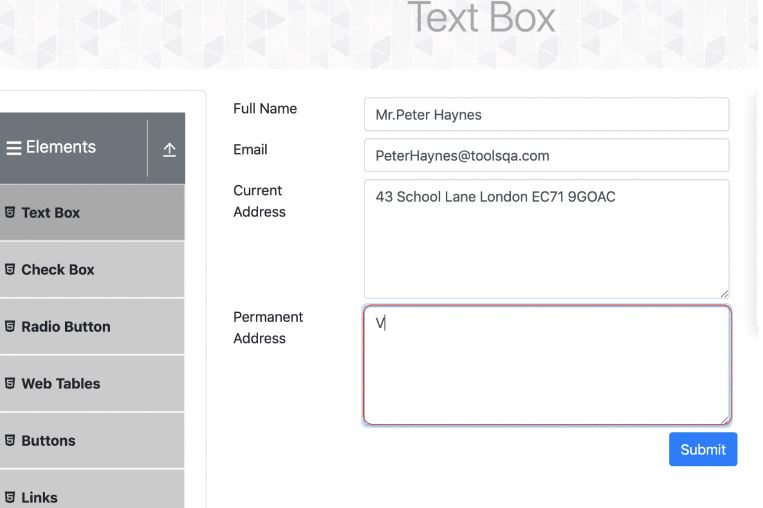 Text Box
Elements
Text Box
Check Box
Radio Button
Web Tables
Buttons
Links
Full Name
Mr.Peter Haynes
Email
PeterHaynes@toolsqa.com
Current
Address
43 School Lane London EC71 9GOAC
Permanent
Address
V
Submit